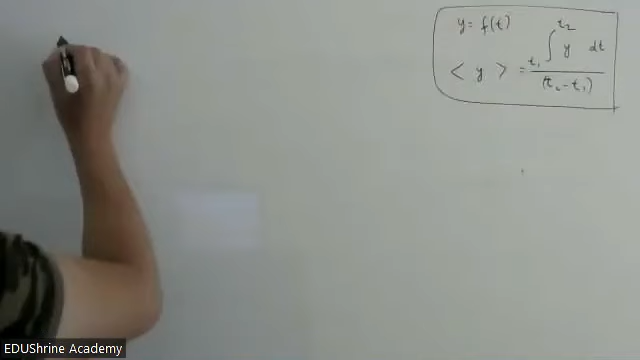 y = f(t)
< y > = ∫_{t₁}^{t₂} y dt / (t₂ - t₁)
EDUShrine Academy